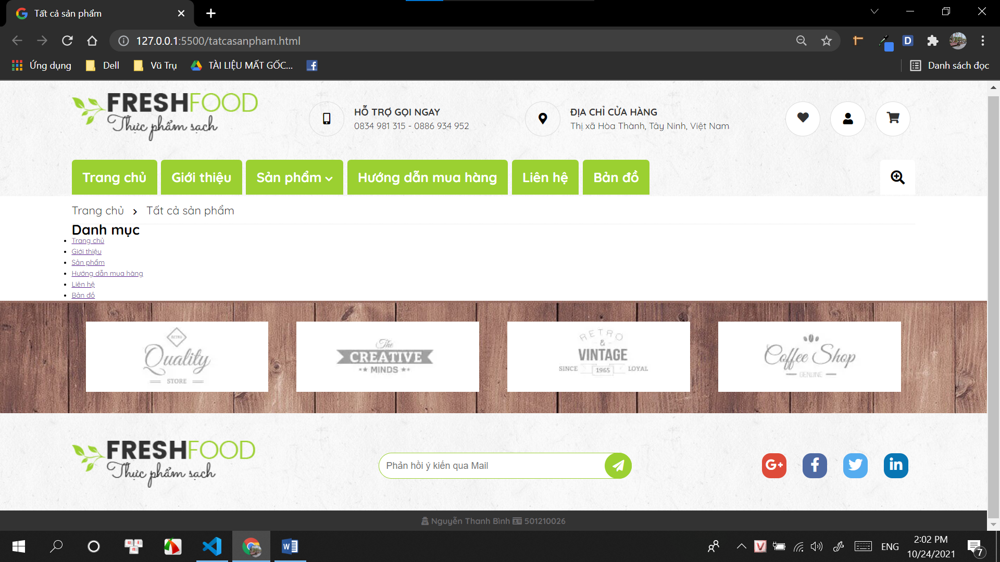 Tất cả sản phẩm
127.0.0.1:5500/tatcasanpham.html
D
Ứng dụng
Dell
Vũ Trụ
TÀI LIỆU MẤT GỐC...
Danh sách đọc
FRESHFOOD
Thực phẩm sạch
HỖ TRỢ GỌI NGAY
0834 981 315 - 0886 934 952
ĐỊA CHỈ CỬA HÀNG
Thị xã Hòa Thành, Tây Ninh, Việt Nam
Trang chủ
Giới thiệu
Sản phẩm
Hướng dẫn mua hàng
Liên hệ
Bản đồ
Trang chủ
Tất cả sản phẩm
Danh mục
Trang chủ
Giới thiệu
Sản phẩm
Hướng dẫn mua hàng
Liên hệ
Bản đồ
RETRO
Quality
STORE
The
CREATIVE
MINDS
RETRO
&
VINTAGE
SINCE 1965 LOYAL
Coffee Shop
GENUINE
FRESHFOOD
Thực phẩm sạch
Phản hồi ý kiến qua Mail
G+
f
in
Nguyễn Thanh Bình 501210026
u i n
W
V
ENG
2:02 PM
10/24/2021
7